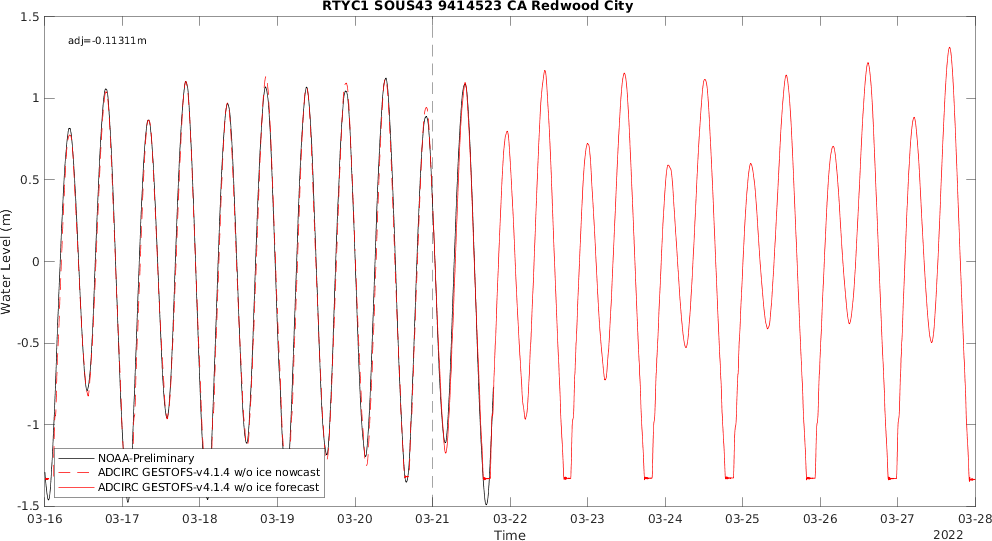 RTYC1 SOUS43 9414523 CA Redwood City
adj=-0.11311m
1.5
1
0.5
0
-0.5
-1
-1.5
Water Level (m)
NOAA-Preliminary
ADCIRC GESTOFS-v4.1.4 w/o ice nowcast
ADCIRC GESTOFS-v4.1.4 w/o ice forecast
03-16 03-17 03-18 03-19 03-20 03-21 03-22 03-23 03-24 03-25 03-26 03-27 03-28
Time
2022